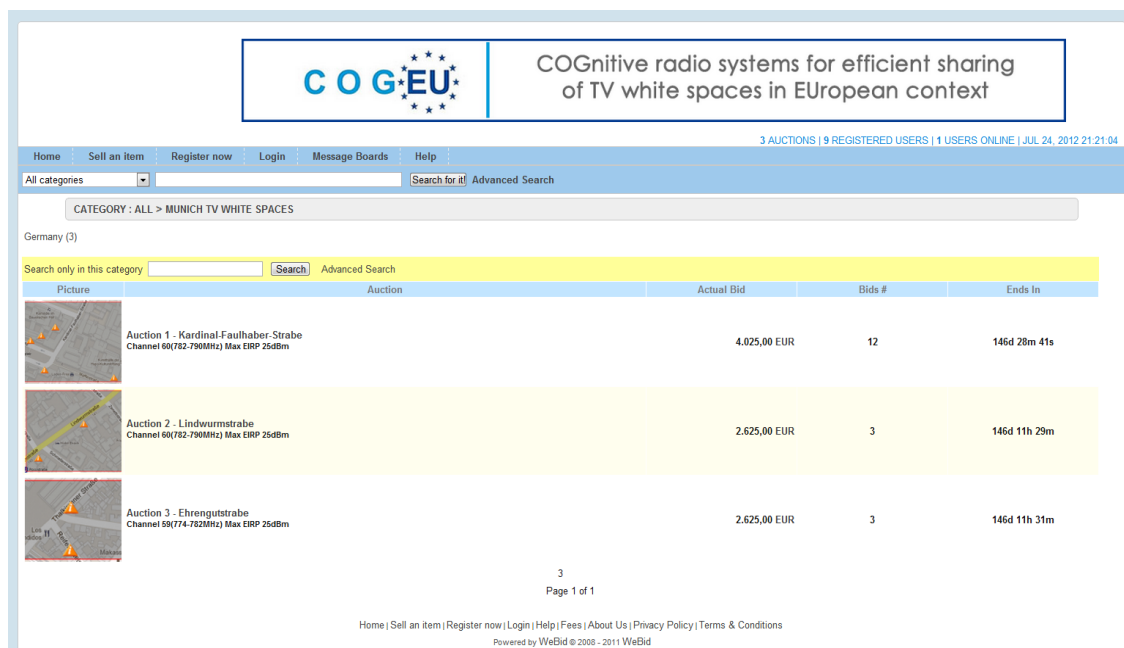 COGEU
COGnitive radio systems for efficient sharing
of TV white spaces in EUropean context
3 AUCTIONS | 9 REGISTERED USERS | 1 USERS ONLINE | JUL 24, 2012 21:21:04
Home Sell an item Register now Login Message Boards Help
All categories Search for it! Advanced Search
CATEGORY : ALL > MUNICH TV WHITE SPACES
Germany (3)
Search only in this category Search Advanced Search
Picture Auction Actual Bid Bids # Ends In
Auction 1 - Kardinal-Faulhaber-Strabe
Channel 60(782-790MHz) Max EIRP 25dBm
4.025,00 EUR 12 146d 28m 41s
Auction 2 - Lindwurmstrabe
Channel 60(782-790MHz) Max EIRP 25dBm
2.625,00 EUR 3 146d 11h 29m
Auction 3 - Ehrengutstrabe
Channel 59(774-782MHz) Max EIRP 25dBm
2.625,00 EUR 3 146d 11h 31m
3
Page 1 of 1
Home | Sell an item | Register now | Login | Help | Fees | About Us | Privacy Policy | Terms & Conditions
Powered by WeBid © 2008 - 2011 WeBid